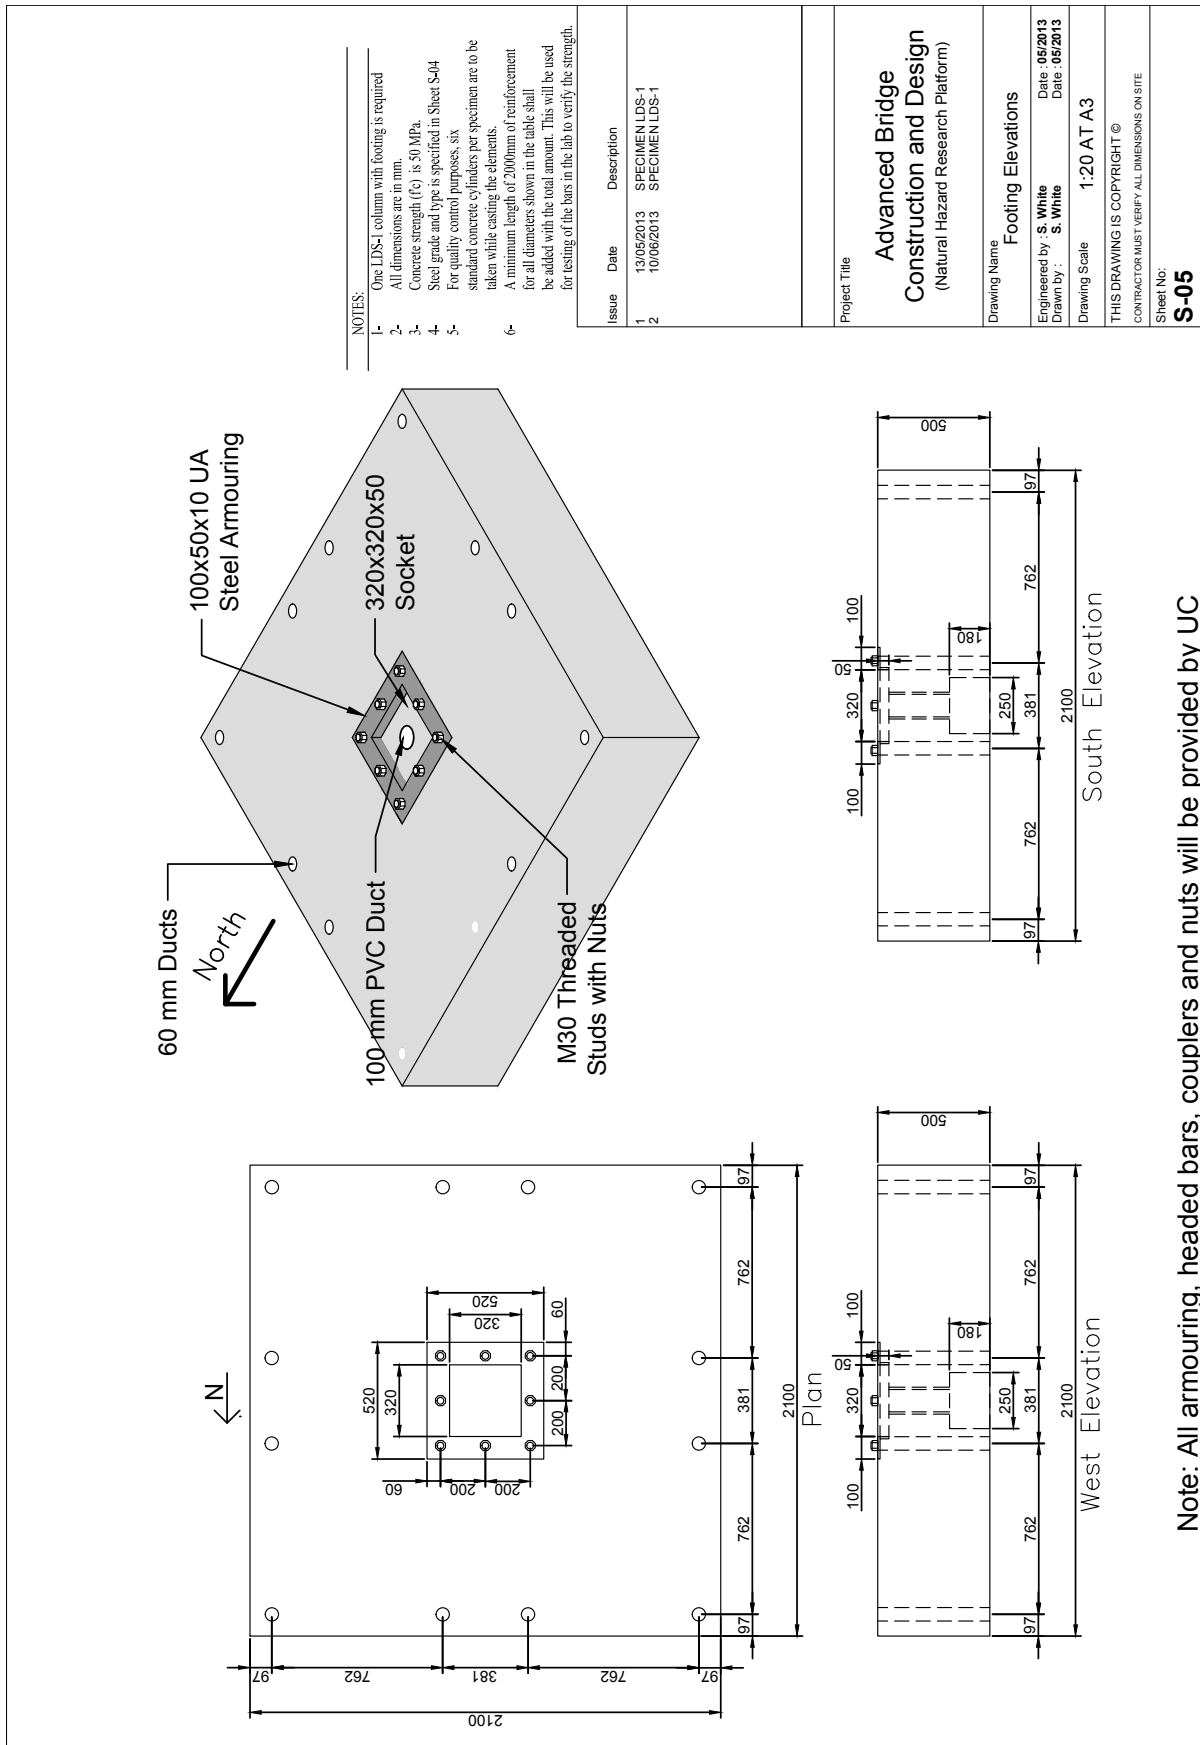 NOTES:
1- One LDS-1 column with footing is required
2- All dimensions are in mm.
3- Concrete strength (f'c) is 50 MPa.
4- Steel grade and type is specified in Sheet S-04
5- For quality control purposes, six
standard concrete cylinders per specimen are to be
taken while casting the elements.
6- A minimum length of 2000mm of reinforcement
for all diameters shown in the table shall
be added with the total amount. This will be used
for testing of the bars in the lab to verify the strength.
Issue Date Description
1 13/05/2013 SPECIMEN LDS-1
2 10/06/2013 SPECIMEN LDS-1
Project Title
Advanced Bridge
Construction and Design
(Natural Hazard Research Platform)
Drawing Name
Footing Elevations
Engineered by : S. White Date : 05/2013
Drawn by : S. White Date : 05/2013
Drawing Scale
1:20 AT A3
THIS DRAWING IS COPYRIGHT ©
CONTRACTOR MUST VERIFY ALL DIMENSIONS ON SITE
Sheet No:
S-05
60 mm Ducts
North
100 mm PVC Duct
M30 Threaded
Studs with Nuts
100x50x10 UA
Steel Armouring
320x320x50
Socket
N
520
320
520
320
60
200
200
60
200
200
97
762
381
762
97
2100
97
762
381
762
97
2100
Plan
100
320
100
50
500
180
250
97
762
381
762
97
2100
West Elevation
100
320
100
50
500
180
250
97
762
381
762
97
2100
South Elevation
Note: All armouring, headed bars, couplers and nuts will be provided by UC